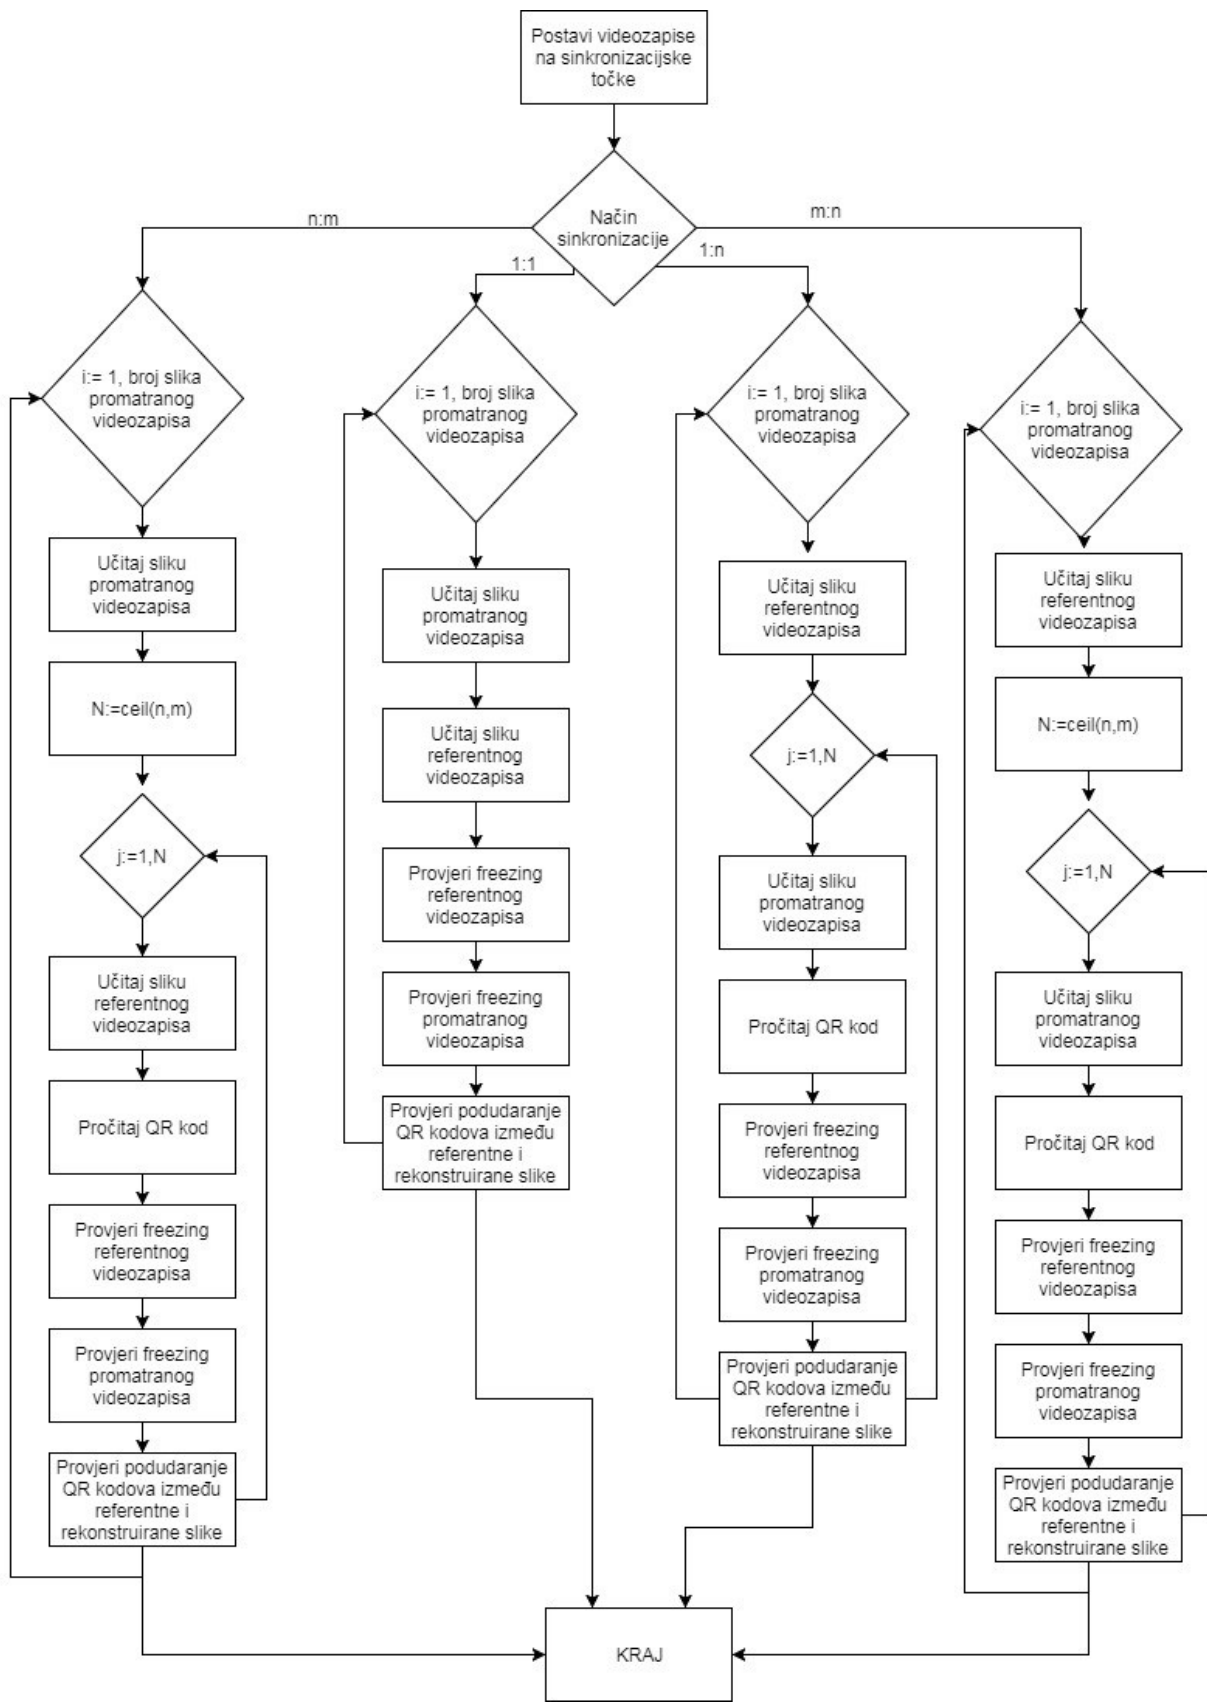 Postavi videozapise
na sinkronizacijske
točke
Način
sinkronizacije
n:m
1:1
1:n
m:n
i:= 1, broj slika
promatranog
videozapisa
Učitaj sliku
promatranog
videozapisa
N:=ceil(n,m)
j:=1,N
Učitaj sliku
referentnog
videozapisa
Pročitaj QR kod
Provjeri freezing
referentnog
videozapisa
Provjeri freezing
promatranog
videozapisa
Provjeri podudaranje
QR kodova između
referentne i
rekonstruirane slike
i:= 1, broj slika
promatranog
videozapisa
Učitaj sliku
promatranog
videozapisa
Učitaj sliku
referentnog
videozapisa
Provjeri freezing
referentnog
videozapisa
Provjeri freezing
promatranog
videozapisa
Provjeri podudaranje
QR kodova između
referentne i
rekonstruirane slike
i:= 1, broj slika
promatranog
videozapisa
Učitaj sliku
referentnog
videozapisa
j:=1,N
Učitaj sliku
promatranog
videozapisa
Pročitaj QR kod
Provjeri freezing
referentnog
videozapisa
Provjeri freezing
promatranog
videozapisa
Provjeri podudaranje
QR kodova između
referentne i
rekonstruirane slike
i:= 1, broj slika
promatranog
videozapisa
Učitaj sliku
referentnog
videozapisa
N:=ceil(n,m)
j:=1,N
Učitaj sliku
promatranog
videozapisa
Pročitaj QR kod
Provjeri freezing
referentnog
videozapisa
Provjeri freezing
promatranog
videozapisa
Provjeri podudaranje
QR kodova između
referentne i
rekonstruirane slike
KRAJ